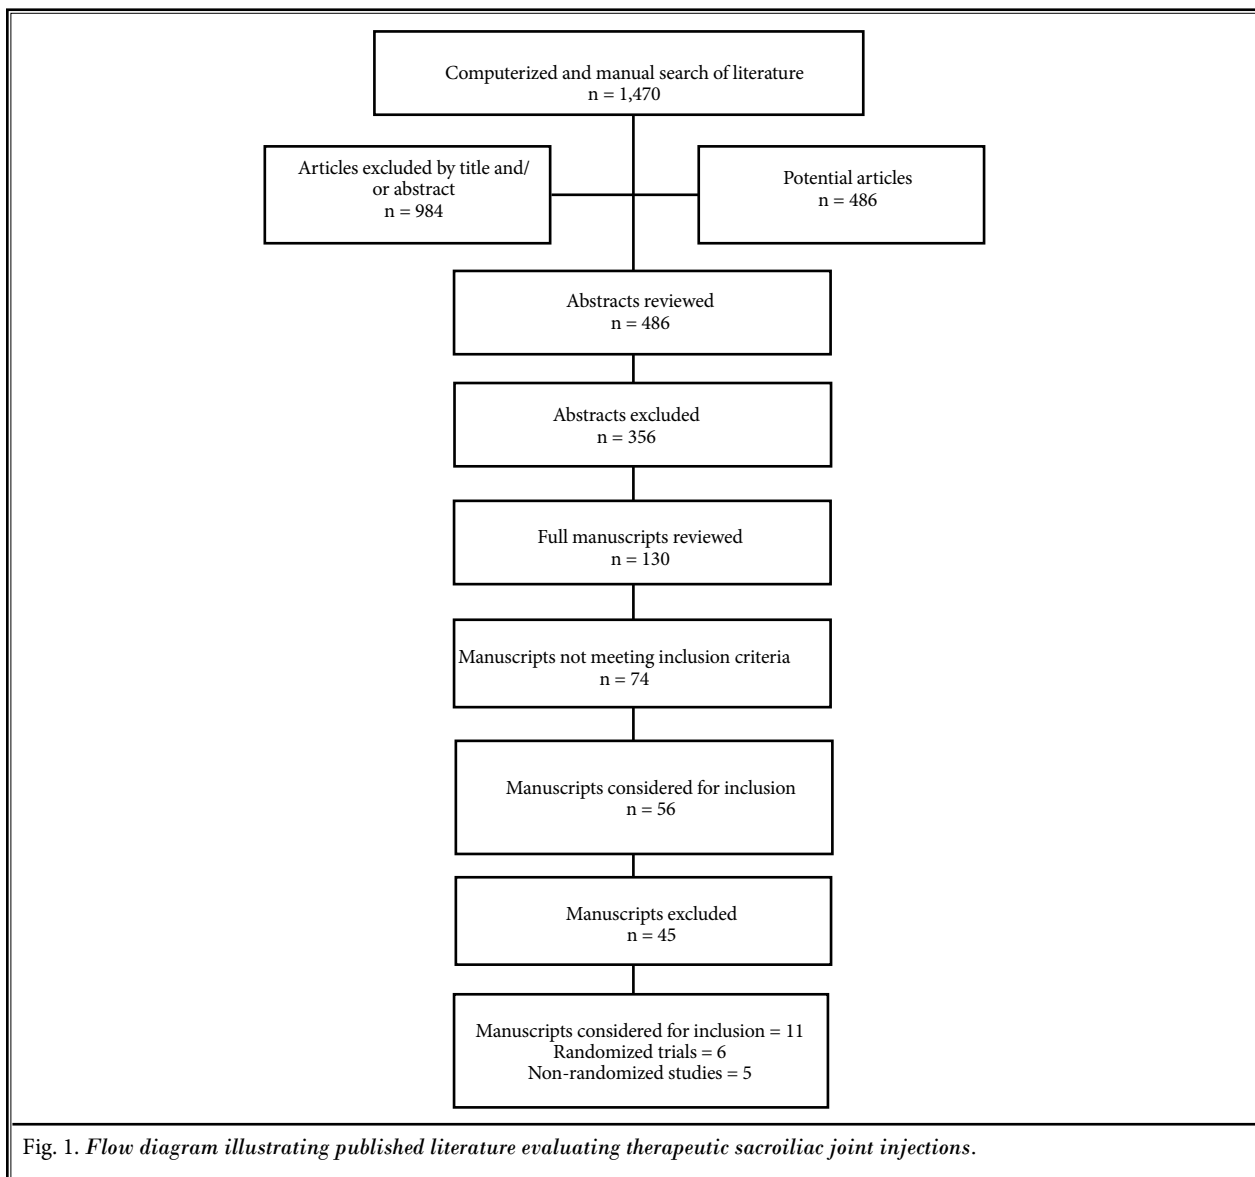 Computerized and manual search of literature
n = 1,470
Articles excluded by title and/
or abstract
n = 984
Potential articles
n = 486
Abstracts reviewed
n = 486
Abstracts excluded
n = 356
Full manuscripts reviewed
n = 130
Manuscripts not meeting inclusion criteria
n = 74
Manuscripts considered for inclusion
n = 56
Manuscripts excluded
n = 45
Manuscripts considered for inclusion = 11
Randomized trials = 6
Non-randomized studies = 5
Fig. 1. Flow diagram illustrating published literature evaluating therapeutic sacroiliac joint injections.